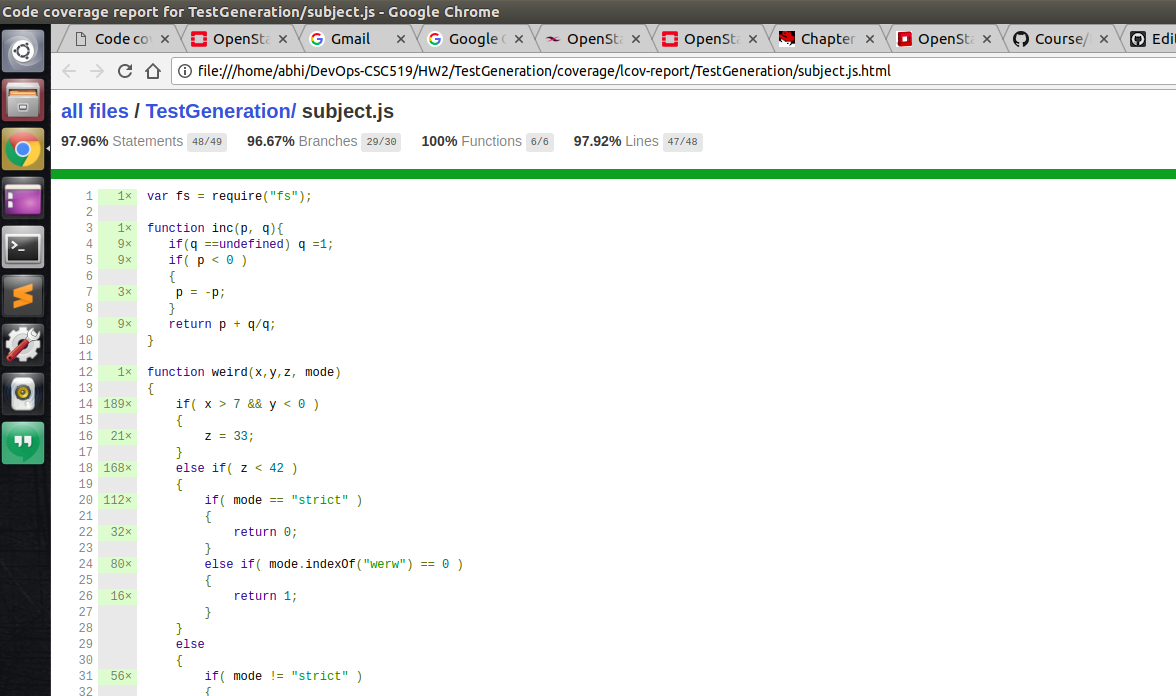 Code coverage report for TestGeneration/subject.js - Google Chrome
Code co OpenSta Gmail Google OpenSta OpenSta Chapter OpenSta Course/ Edi
file:///home/abhi/DevOps-CSC519/HW2/TestGeneration/coverage/lcov-report/TestGeneration/subject.js.html
all files / TestGeneration/ subject.js
97.96% Statements 48/49 96.67% Branches 29/30 100% Functions 6/6 97.92% Lines 47/48
1 1× var fs = require("fs");
2
3 1× function inc(p, q){
4 9× if(q ==undefined) q =1;
5 9× if( p < 0 )
6 {
7 3× p = -p;
8 }
9 9× return p + q/q;
10 }
11
12 1× function weird(x,y,z, mode)
13 {
14 189× if( x > 7 && y < 0 )
15 {
16 21× z = 33;
17 }
18 168× else if( z < 42 )
19 {
20 112× if( mode == "strict" )
21 {
22 32× return 0;
23 }
24 80× else if( mode.indexOf("werw") == 0 )
25 {
26 16× return 1;
27 }
28 }
29 else
30 {
31 56× if( mode != "strict" )
32 {